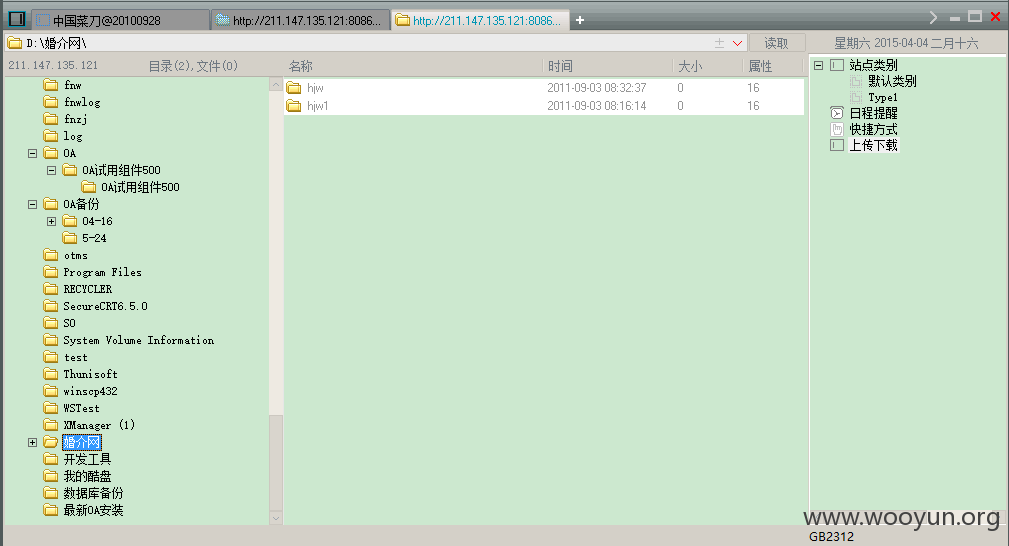 中国菜刀@20100928
http://211.147.135.121:8086...
http://211.147.135.121:8086...
D:\婚介网\
读取
星期六 2015-04-04 二月十六
211.147.135.121
目录(2),文件(0)
名称 时间 大小 属性
hjw 2011-09-03 08:32:37 0 16
hjw1 2011-09-03 08:16:14 0 16
fnw
fnwlog
fnzj
log
OA
OA试用组件500
OA试用组件500
OA备份
04-16
5-24
otms
Program Files
RECYCLER
SecureCRT6.5.0
SO
System Volume Information
test
Thunisoft
winscp432
WSTest
XManager (1)
婚介网
开发工具
我的酷盘
数据库备份
最新OA安装
站点类别
默认类别
Type1
日程提醒
快捷方式
上传下载
www.wooyun.org
GB2312